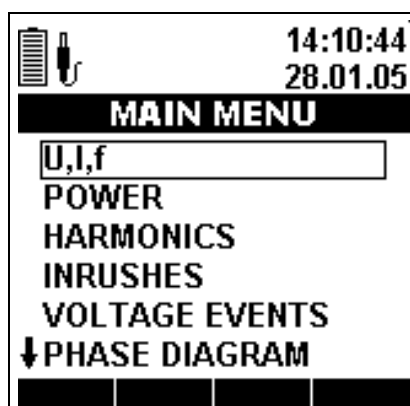 14:10:44
28.01.05
MAIN MENU
U,I,f
POWER
HARMONICS
INRUSHES
VOLTAGE EVENTS
PHASE DIAGRAM